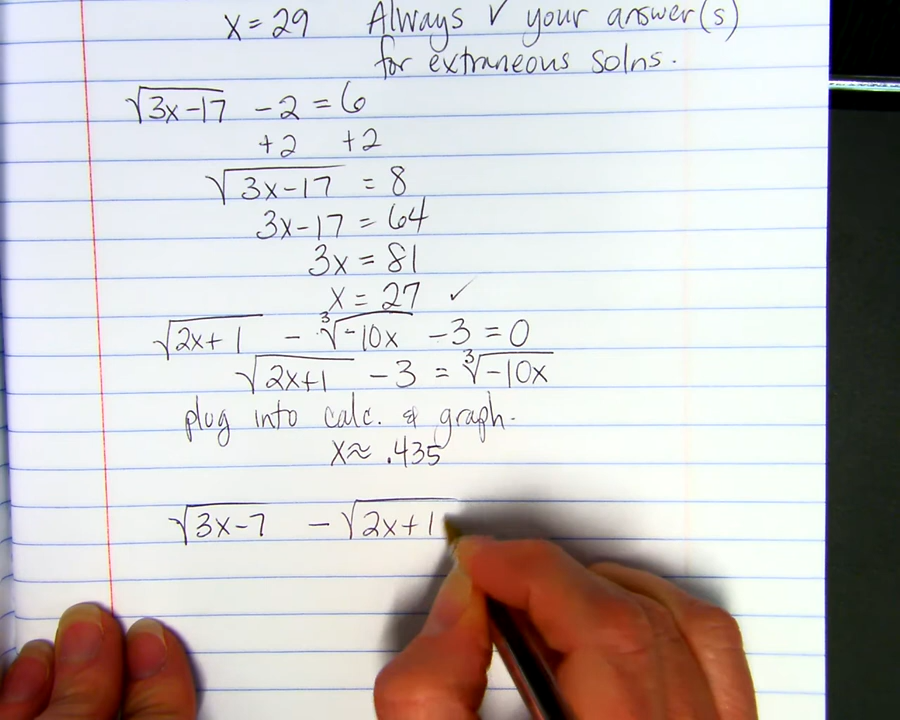 x = 29 Always ✓ your answer(s)
for extraneous solns.
√(3x-17) - 2 = 6
+2 +2
√(3x-17) = 8
3x-17 = 64
3x = 81
x = 27 ✓
√(2x+1) - ∛(-10x) - 3 = 0
√(2x+1) - 3 = ∛(-10x)
plug into calc. & graph.
x ≈ .435
√(3x-7) - √(2x+1